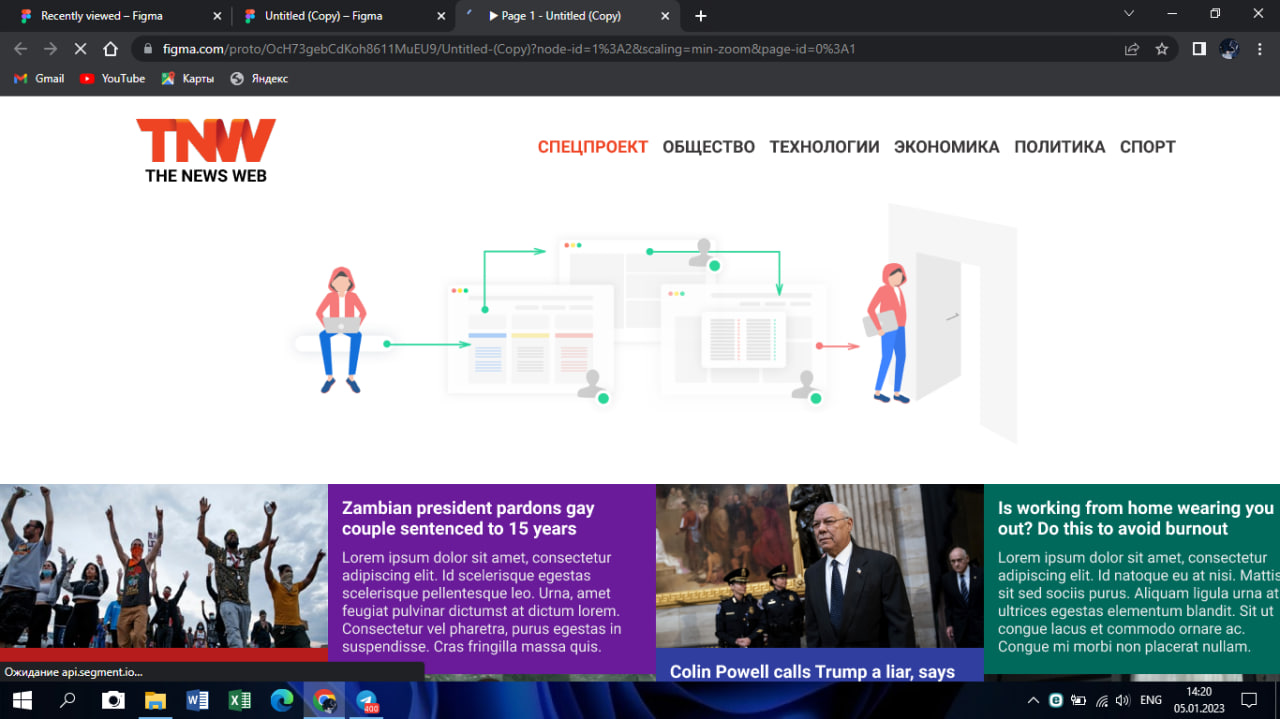 Recently viewed – Figma
Untitled (Copy) – Figma
▶ Page 1 - Untitled (Copy)
figma.com/proto/OcH73gebCdKoh8611MuEU9/Untitled-(Copy)?node-id=1%3A2&scaling=min-zoom&page-id=0%3A1
Gmail
YouTube
Карты
Яндекс
TNW
THE NEWS WEB
СПЕЦПРОЕКТ ОБЩЕСТВО ТЕХНОЛОГИИ ЭКОНОМИКА ПОЛИТИКА СПОРТ
Zambian president pardons gay
couple sentenced to 15 years
Lorem ipsum dolor sit amet, consectetur
adipiscing elit. Id scelerisque egestas
scelerisque pellentesque leo. Urna, amet
feugiat pulvinar dictumst at dictum lorem.
Consectetur vel pharetra, purus egestas in
suspendisse. Cras fringilla massa quis.
Colin Powell calls Trump a liar, says
Is working from home wearing you
out? Do this to avoid burnout
Lorem ipsum dolor sit amet, consectetur
adipiscing elit. Id natoque eu at nisi. Mattis
sit sed sociis purus. Aliquam ligula urna at
ultrices egestas elementum blandit. Sit ut
congue lacus et commodo ornare ac.
Congue mi morbi non placerat nullam.
Ожидание api.segment.io...
400
ENG
14:20
05.01.2023